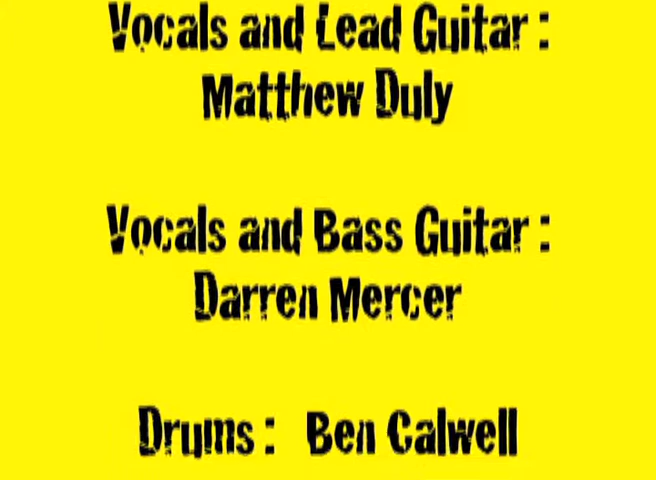 Vocals and Lead Guitar :
Matthew Duly
Vocals and Bass Guitar :
Darren Mercer
Drums : Ben Calwell